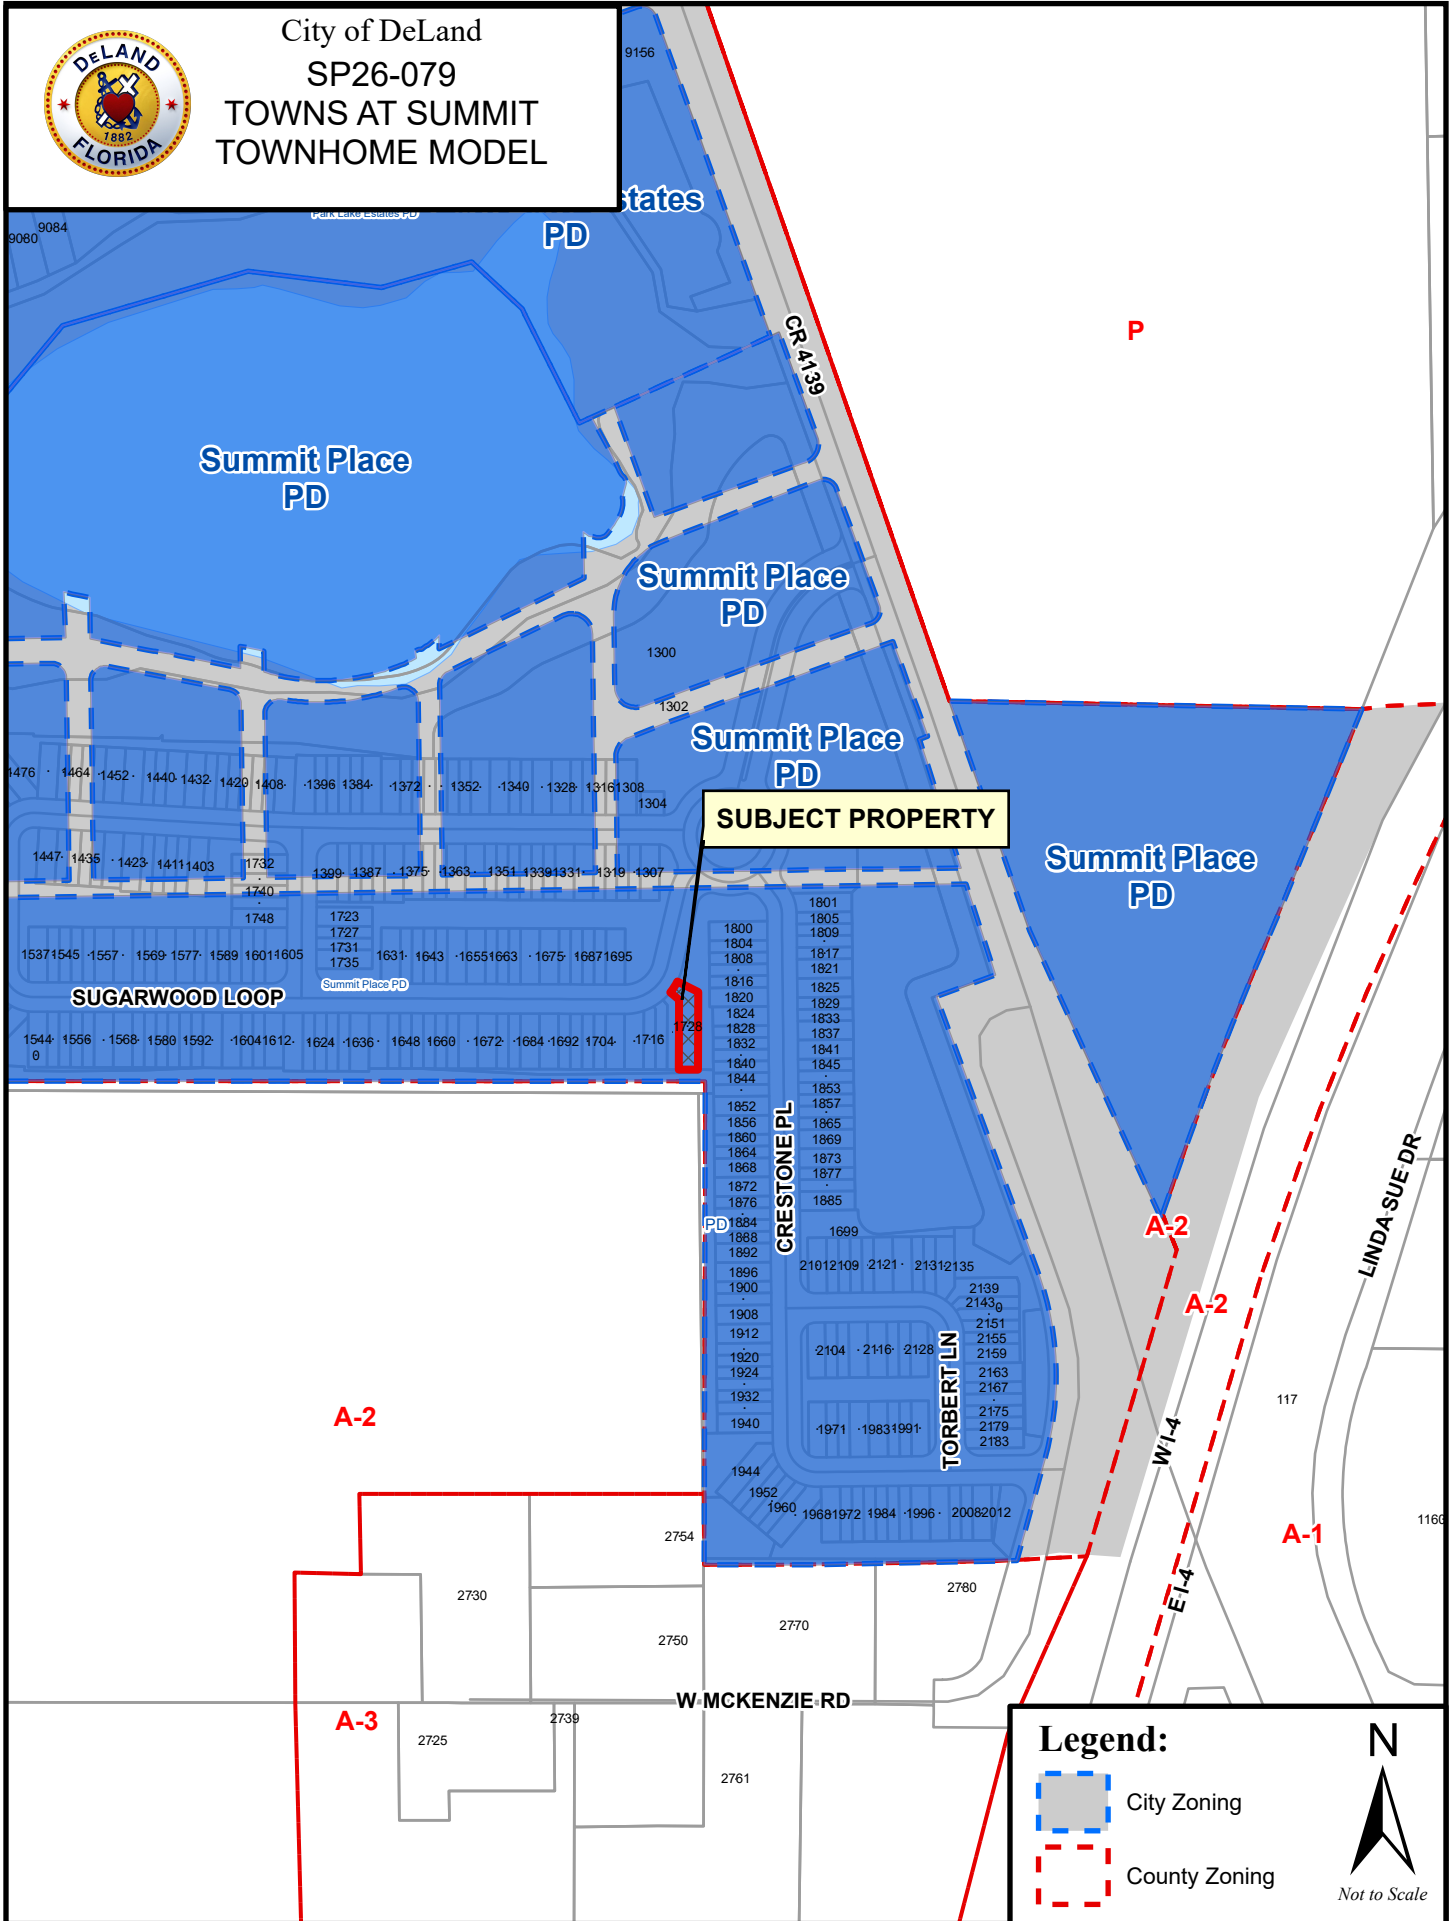 City of DeLand
SP26-079
TOWNS AT SUMMIT
TOWNHOME MODEL
DeLAND
1882
FLORIDA
9156
9084
9080
Park Lake Estates PD
states
PD
CR 4139
P
Summit Place
PD
Summit Place
PD
1300
1302
Summit Place
PD
1476 1464 1452 1440 1432 1420 1408 1396 1384 1372 1352 1340 1328 1316 1308
1304
SUBJECT PROPERTY
Summit Place
PD
1447 1435 1423 1411 1403 1732
1399 1387 1375 1363 1351 1339 1331 1319 1307
1740
1748
1723
1727
1731
1735
1537 1545 1557 1569 1577 1589 1601 1605
1631 1643 1655 1663 1675 1687 1695
Summit Place PD
SUGARWOOD LOOP
1728
1544 1556 1568 1580 1592 1604 1612 1624 1636 1648 1660 1672 1684 1692 1704 1716
0
1800
1804
1808
1816
1820
1824
1828
1832
1840
1844
1852
1856
1860
1864
1868
1872
1876
1884
1888
1892
1896
1900
1908
1912
1920
1924
1932
1940
1944
1952
1960
PD
CRESTONE PL
1801
1805
1809
1817
1821
1825
1829
1833
1837
1841
1845
1853
1857
1865
1869
1873
1877
1885
1699
2101 2109 2121 2131 2135
2139
2143
0
2151
2155
2159
2163
2167
2175
2179
2183
2104 2116 2128
TORBERT LN
1971 1983 1991
1968 1972 1984 1996 2008 2012
A-2
A-2
LINDA SUE DR
117
W I-4
E I-4
A-1
1160
A-2
2754
2730
2750
2770
2780
W MCKENZIE RD
A-3
2725
2739
2761
Legend:
City Zoning
County Zoning
N
Not to Scale